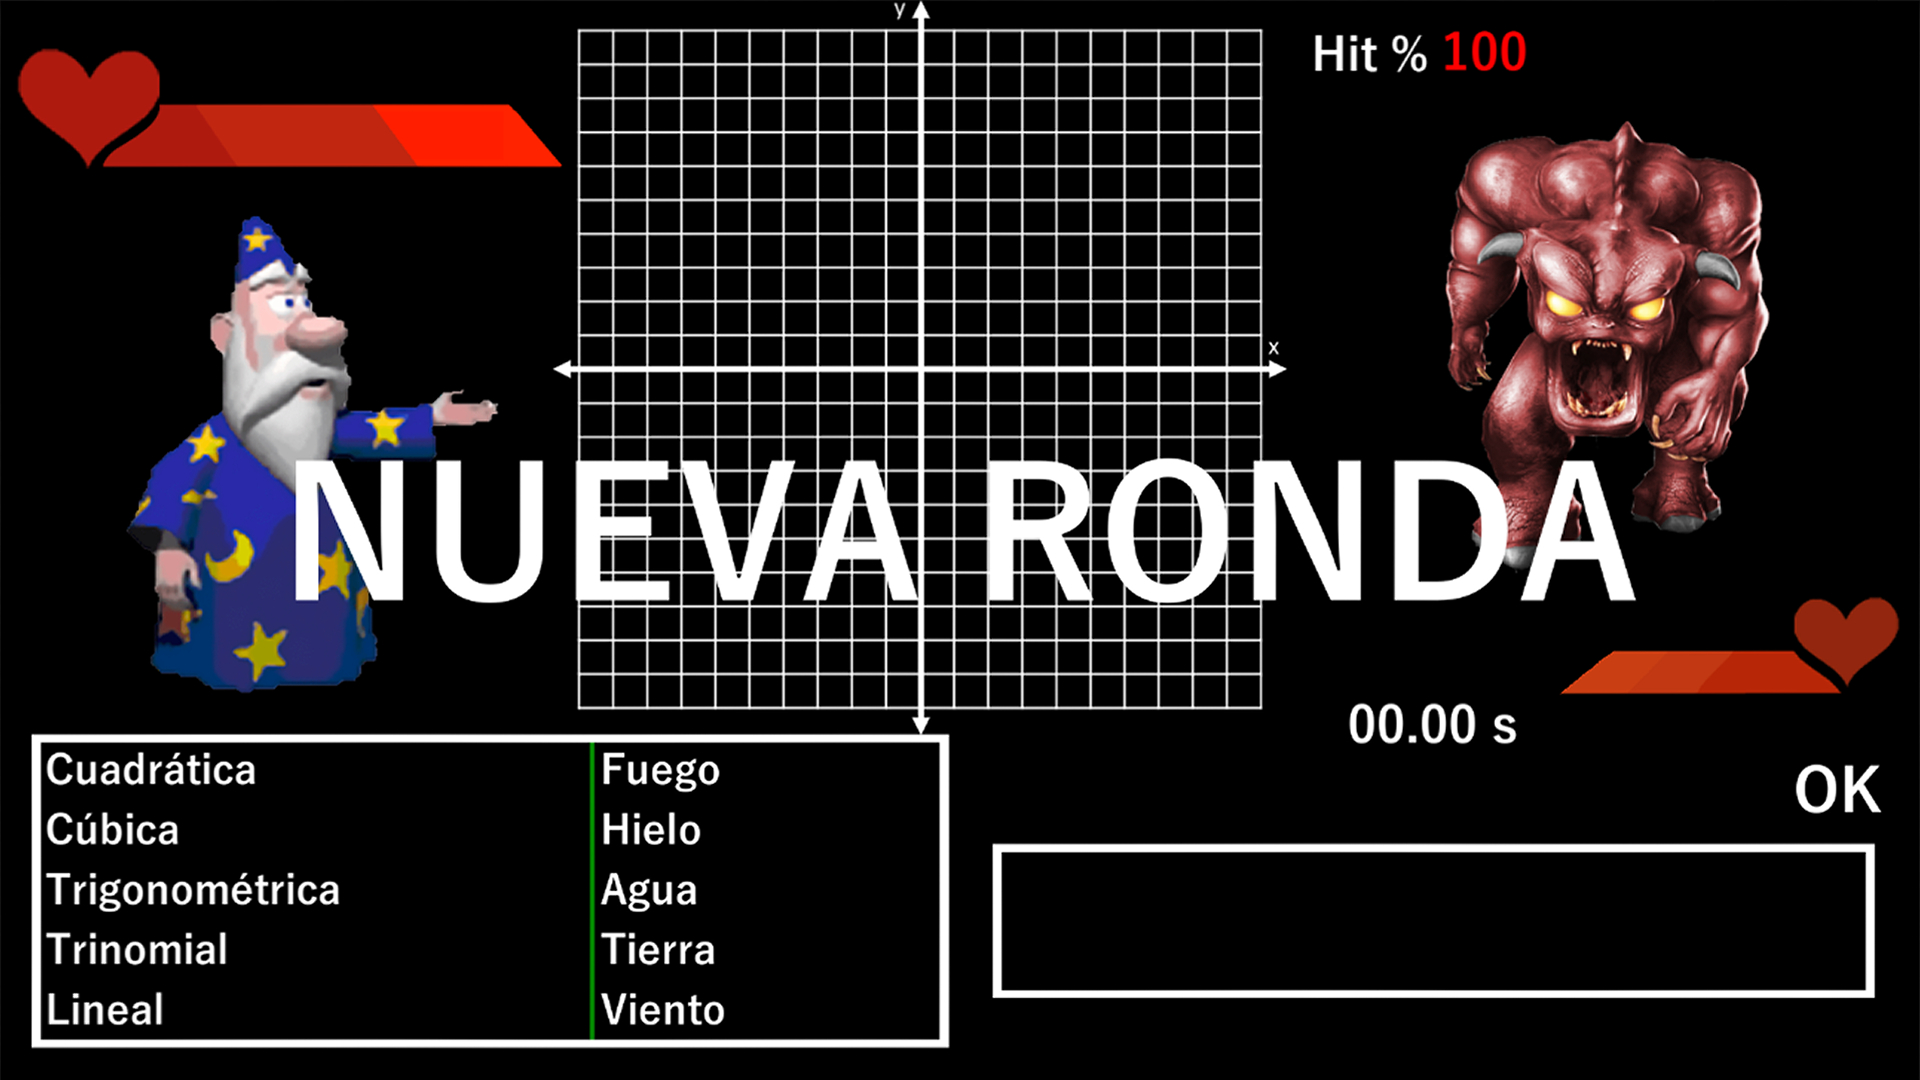 y
Hit % 100
x
NUEVA RONDA
00.00 s
OK
Cuadrática
Fuego
Cúbica
Hielo
Trigonométrica
Agua
Trinomial
Tierra
Lineal
Viento